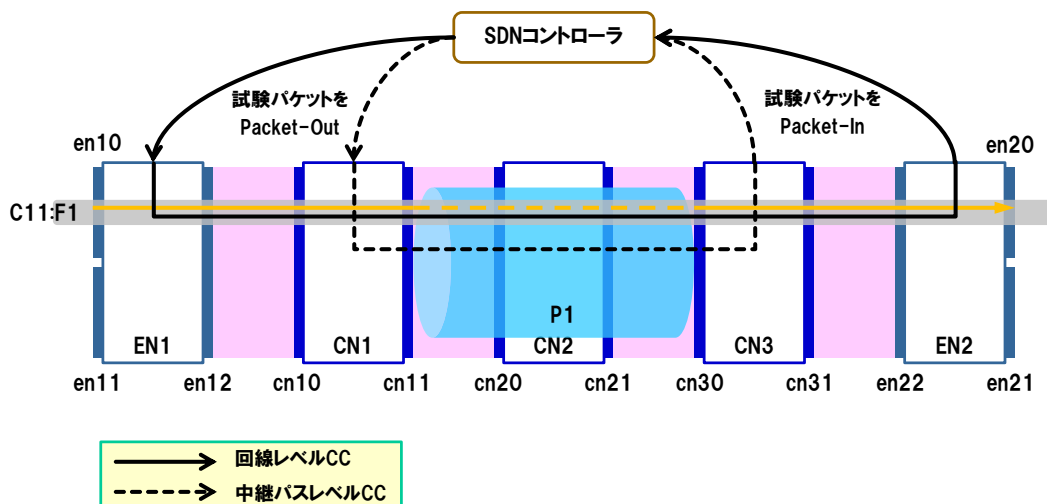 SDNコントローラ
試験パケットを
Packet-Out
試験パケットを
Packet-In
en10
en20
C11:F1
P1
EN1
CN1
CN2
CN3
EN2
en11
en12
cn10
cn11
cn20
cn21
cn30
cn31
en22
en21
回線レベルCC
中継パスレベルCC